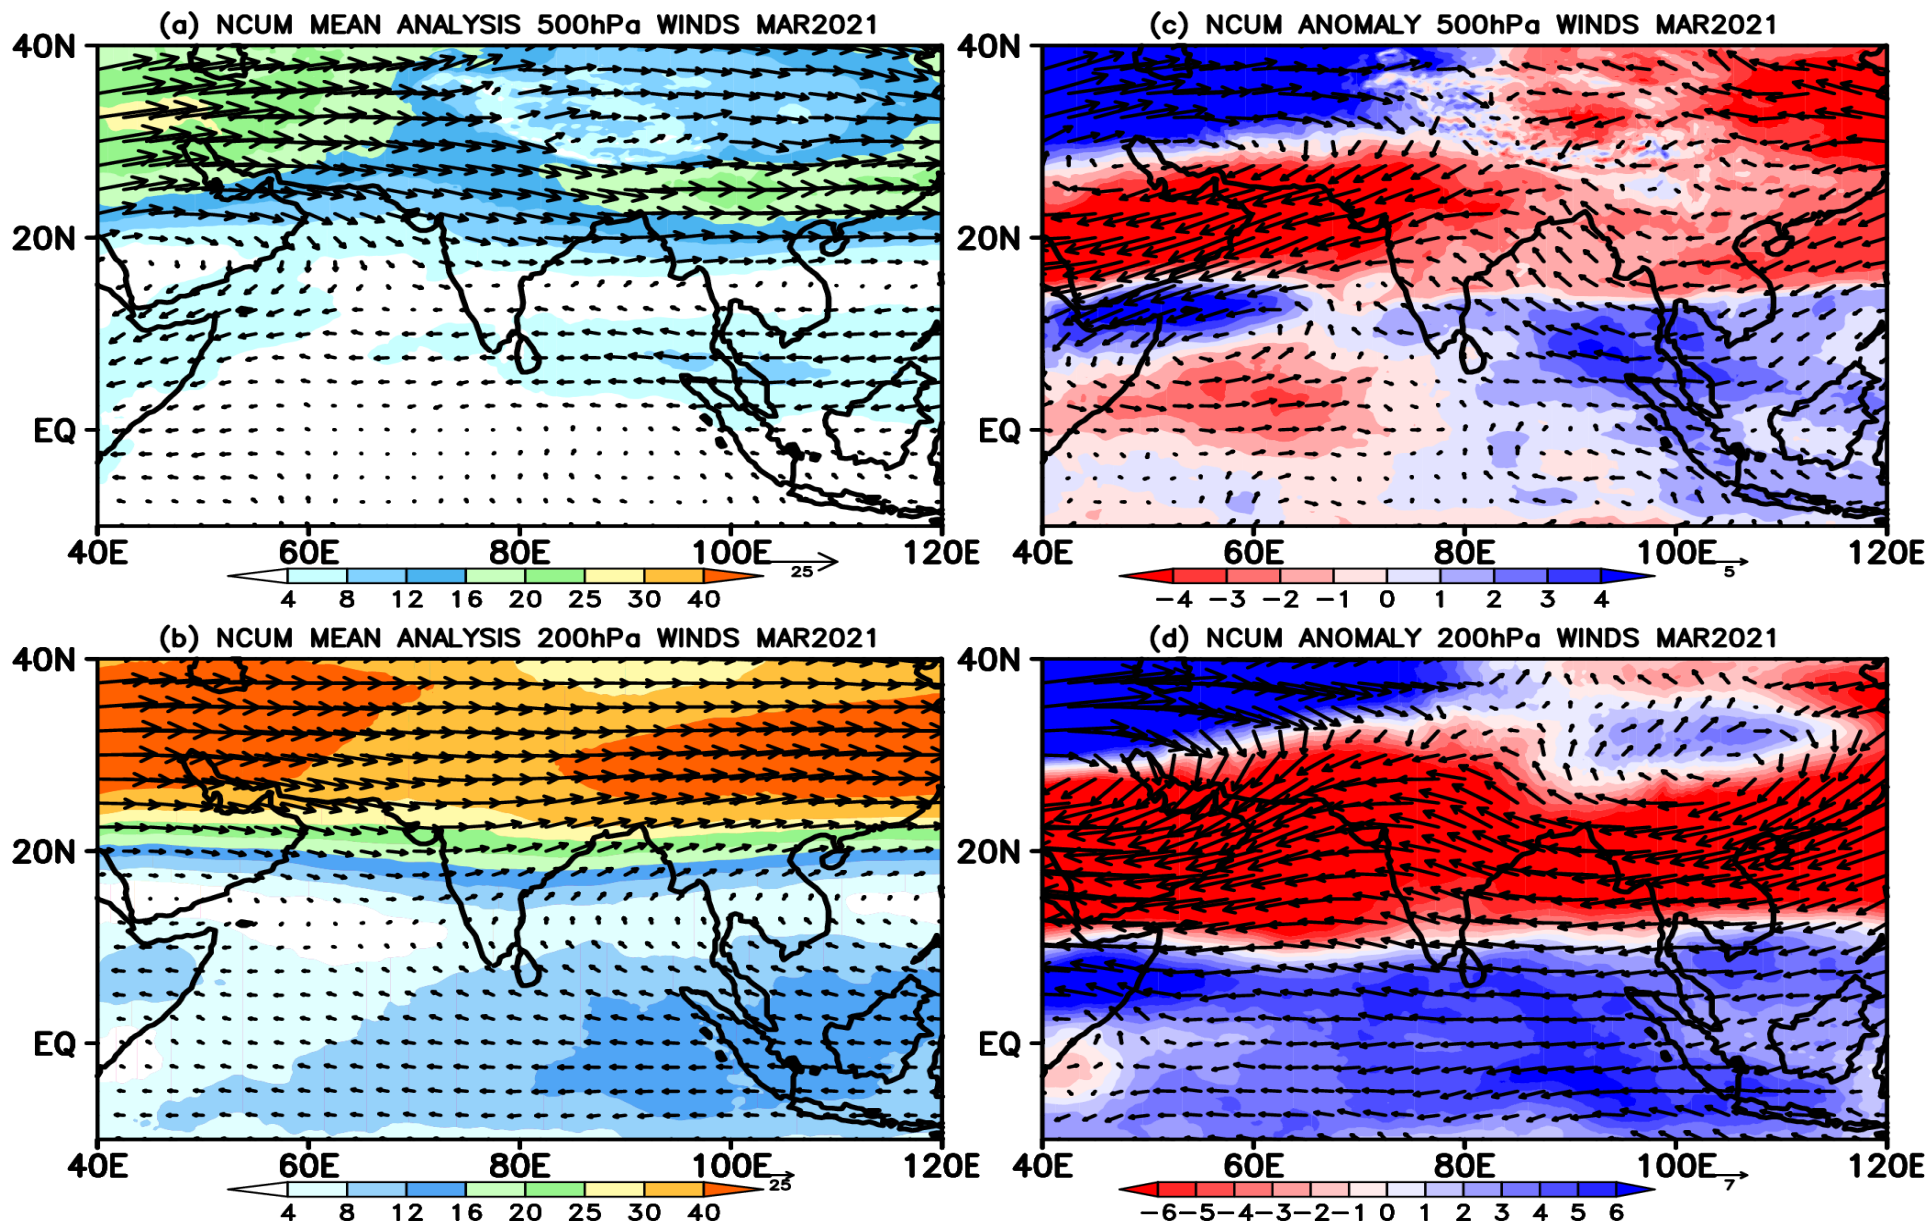 (a) NCUM MEAN ANALYSIS 500hPa WINDS MAR2021
40N
20N
EQ
40E 60E 80E 100E 120E
25
4 8 12 16 20 25 30 40
(c) NCUM ANOMALY 500hPa WINDS MAR2021
40N
20N
EQ
40E 60E 80E 100E 120E
5
-4 -3 -2 -1 0 1 2 3 4
(b) NCUM MEAN ANALYSIS 200hPa WINDS MAR2021
40N
20N
EQ
40E 60E 80E 100E 120E
25
4 8 12 16 20 25 30 40
(d) NCUM ANOMALY 200hPa WINDS MAR2021
40N
20N
EQ
40E 60E 80E 100E 120E
7
-6 -5 -4 -3 -2 -1 0 1 2 3 4 5 6